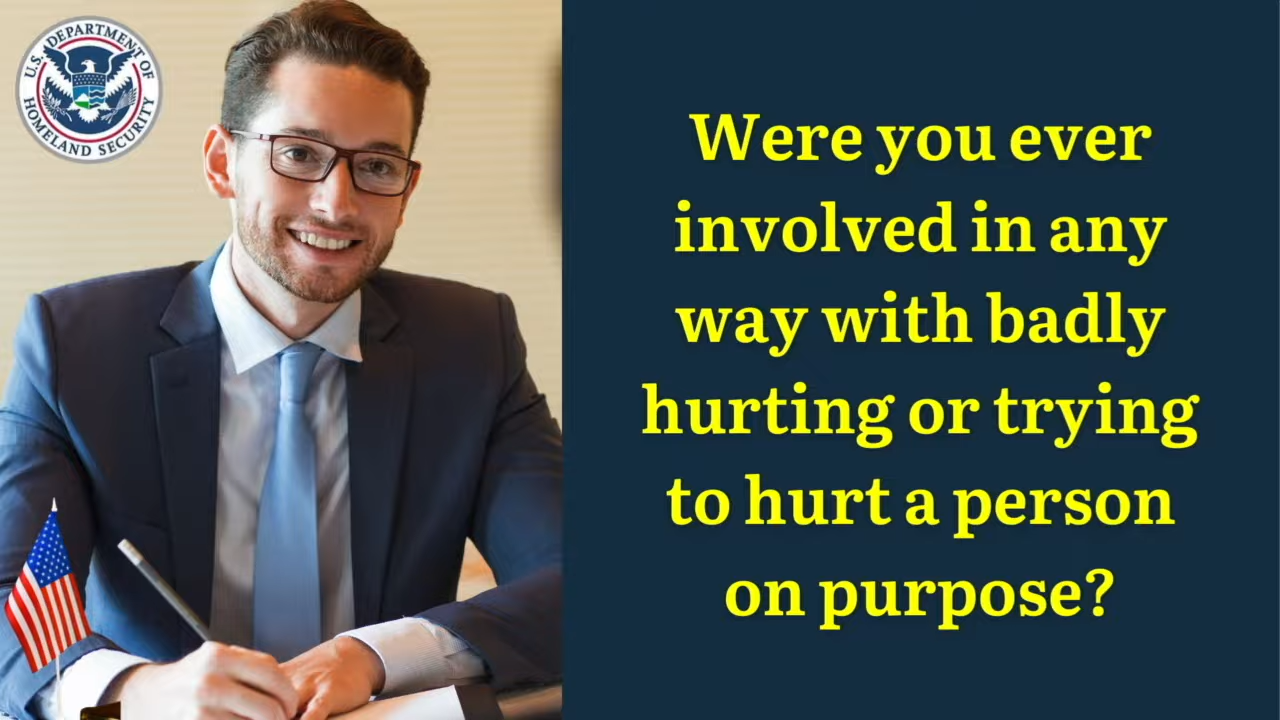 U.S. DEPARTMENT OF
HOMELAND SECURITY
Were you ever
involved in any
way with badly
hurting or trying
to hurt a person
on purpose?